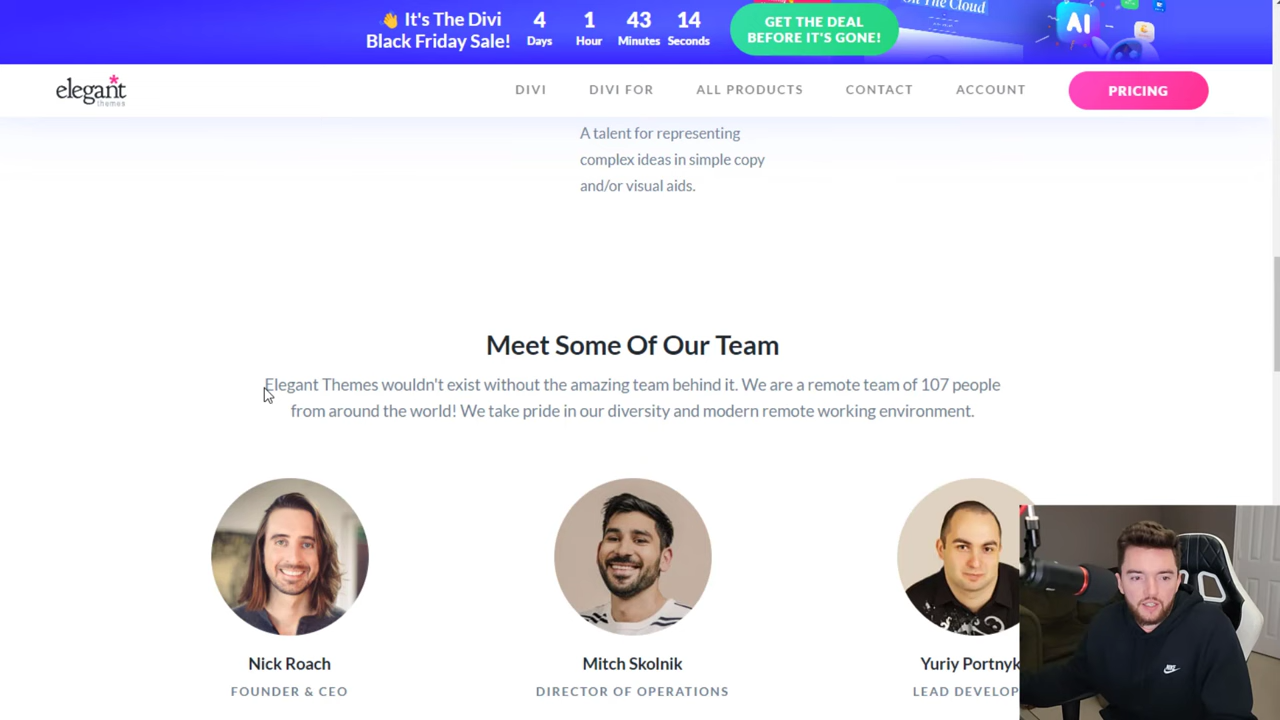 It's The Divi
Black Friday Sale!
4
Days
1
Hour
43
Minutes
14
Seconds
GET THE DEAL
BEFORE IT'S GONE!
The Cloud
AI
elegant
themes
DIVI
DIVI FOR
ALL PRODUCTS
CONTACT
ACCOUNT
PRICING
A talent for representing
complex ideas in simple copy
and/or visual aids.
Meet Some Of Our Team
Elegant Themes wouldn't exist without the amazing team behind it. We are a remote team of 107 people
from around the world! We take pride in our diversity and modern remote working environment.
Nick Roach
FOUNDER & CEO
Mitch Skolnik
DIRECTOR OF OPERATIONS
Yuriy Portnyk
LEAD DEVELOP